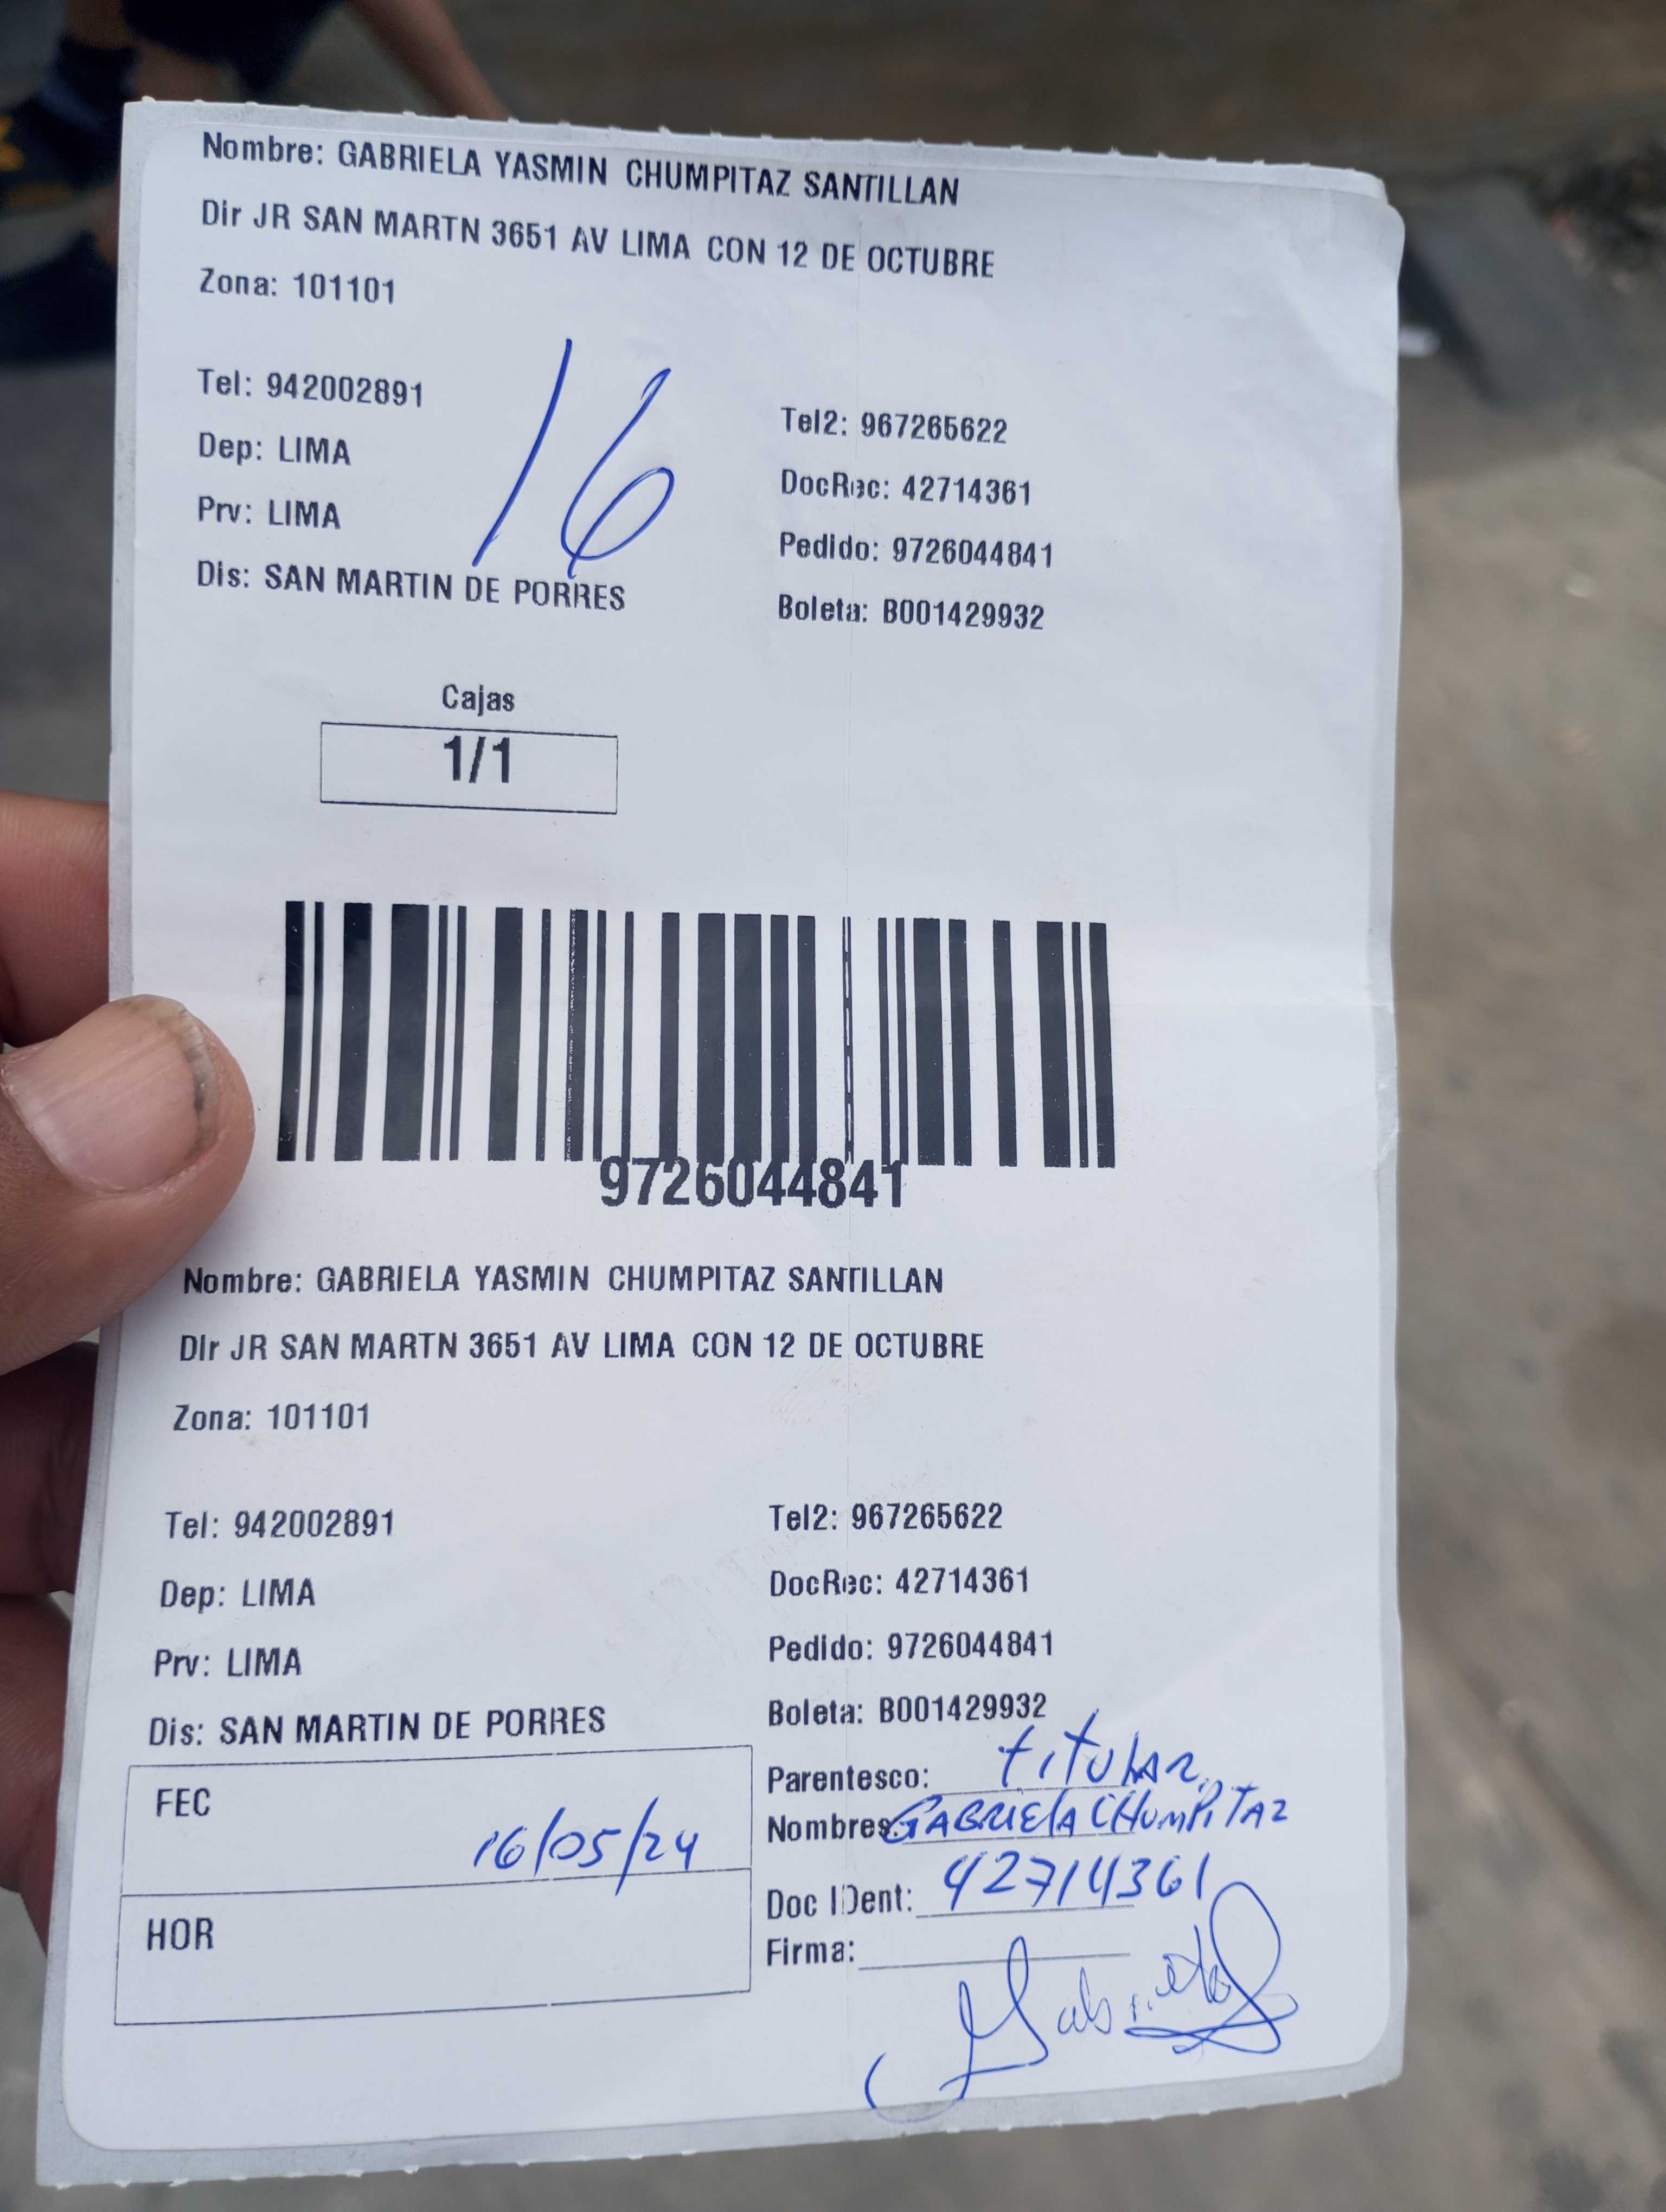 Nombre: GABRIELA YASMIN CHUMPITAZ SANTILLAN
Dir JR SAN MARTN 3651 AV LIMA CON 12 DE OCTUBRE
Zona: 101101
16
Tel: 942002891
Tel2: 967265622
Dep: LIMA
DocRec: 42714361
Prv: LIMA
Pedido: 9726044841
Dis: SAN MARTIN DE PORRES
Boleta: B001429932
Cajas
1/1
9726044841
Nombre: GABRIELA YASMIN CHUMPITAZ SANTILLAN
Dir JR SAN MARTN 3651 AV LIMA CON 12 DE OCTUBRE
Zona: 101101
Tel: 942002891
Tel2: 967265622
Dep: LIMA
DocRec: 42714361
Prv: LIMA
Pedido: 9726044841
Dis: SAN MARTIN DE PORRES
Boleta: B001429932
FEC
16/05/24
HOR
Parentesco: titular
Nombres: GABRIELA CHUMPITAZ
Doc IDent: 42714361
Firma: Gabriela